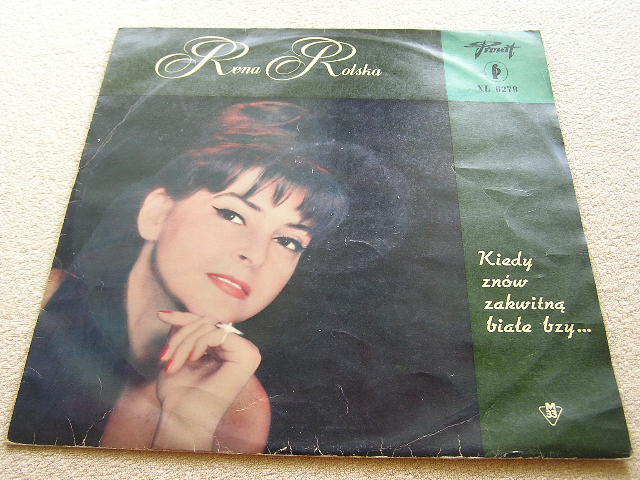 Rena Rolska
Pronit
XL 0279
Kiedy
znów
zakwitną
białe bzy...
M
33